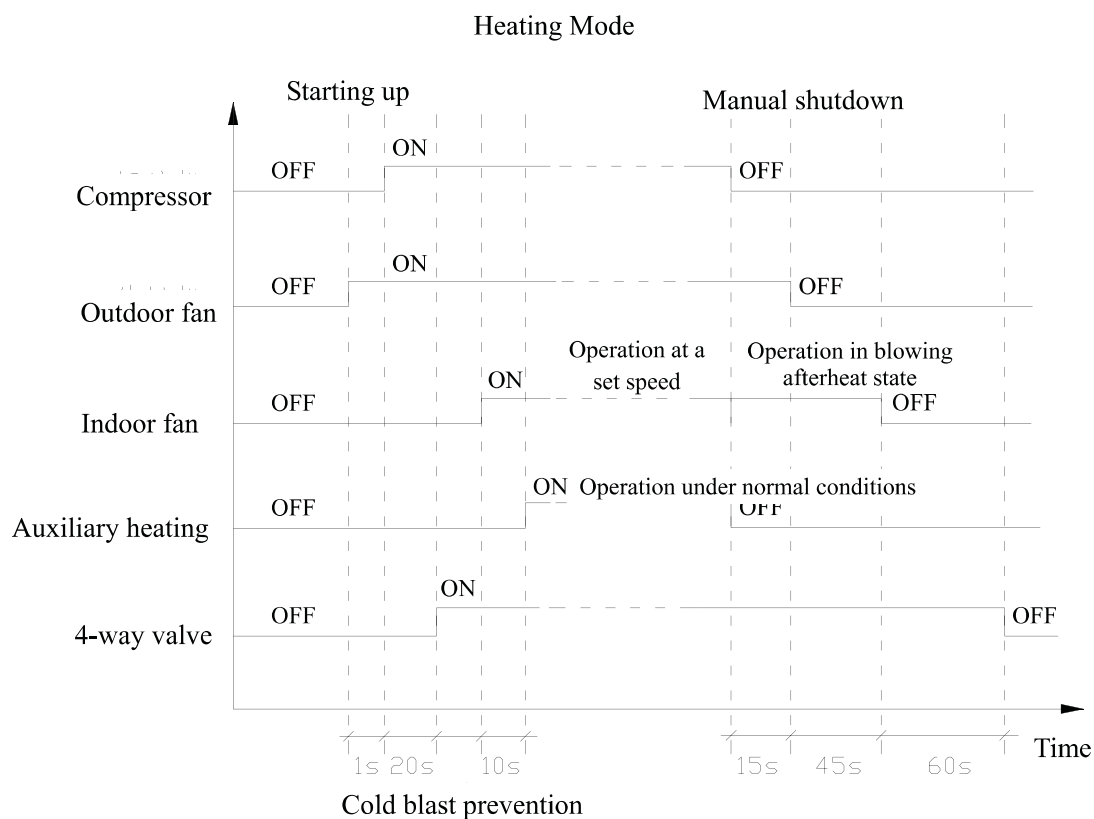 Heating Mode
Starting up
Manual shutdown
ON
OFF
OFF
Compressor
ON
OFF
OFF
Outdoor fan
Operation at a
set speed
Operation in blowing
afterheat state
ON
OFF
OFF
Indoor fan
ON Operation under normal conditions
OFF
OFF
Auxiliary heating
ON
OFF
OFF
4-way valve
Time
1s 20s 10s 15s 45s 60s
Cold blast prevention